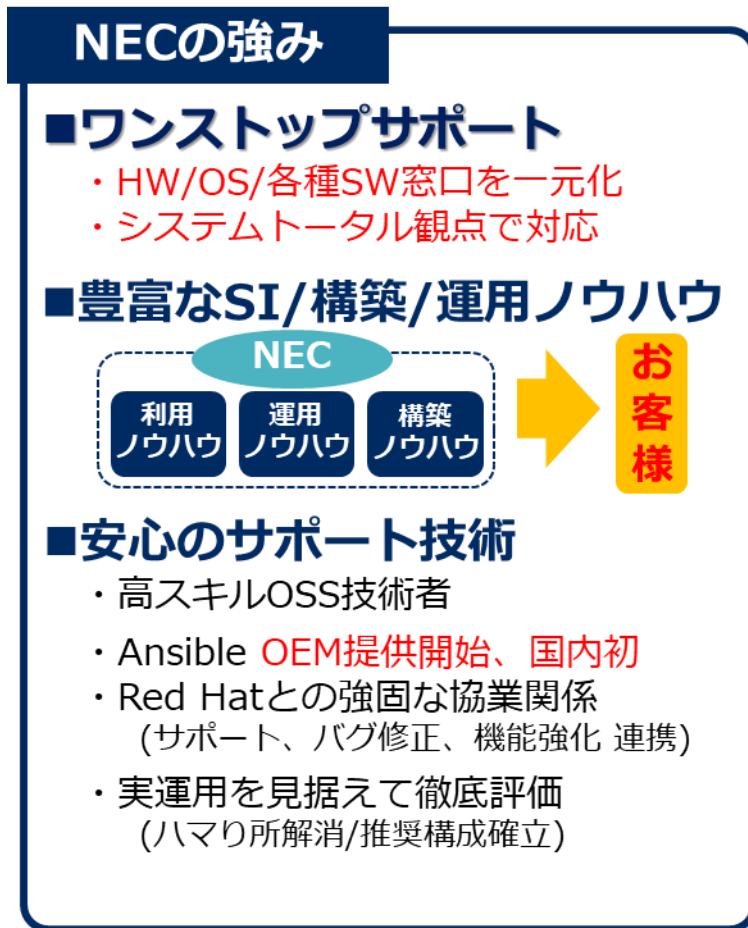 NECの強み
■ワンストップサポート
・HW/OS/各種SW窓口を一元化
・システムトータル観点で対応
■豊富なSI/構築/運用ノウハウ
NEC
利用
ノウハウ
運用
ノウハウ
構築
ノウハウ
お客様
■安心のサポート技術
・高スキルOSS技術者
・Ansible OEM提供開始、国内初
・Red Hatとの強固な協業関係
(サポート、バグ修正、機能強化 連携)
・実運用を見据えて徹底評価
(ハマり所解消/推奨構成確立)